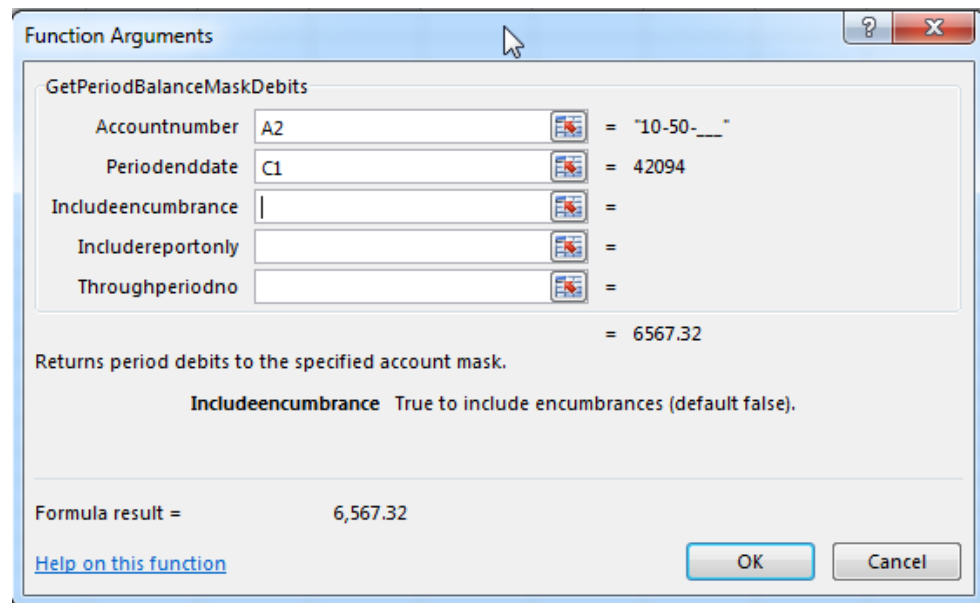 Function Arguments
? X
GetPeriodBalanceMaskDebits
Accountnumber A2 = "10-50-___"
Periodenddate C1 = 42094
Includeencumbrance =
Includereportonly =
Throughperiodno =
= 6567.32
Returns period debits to the specified account mask.
Includeencumbrance True to include encumbrances (default false).
Formula result = 6,567.32
Help on this function OK Cancel